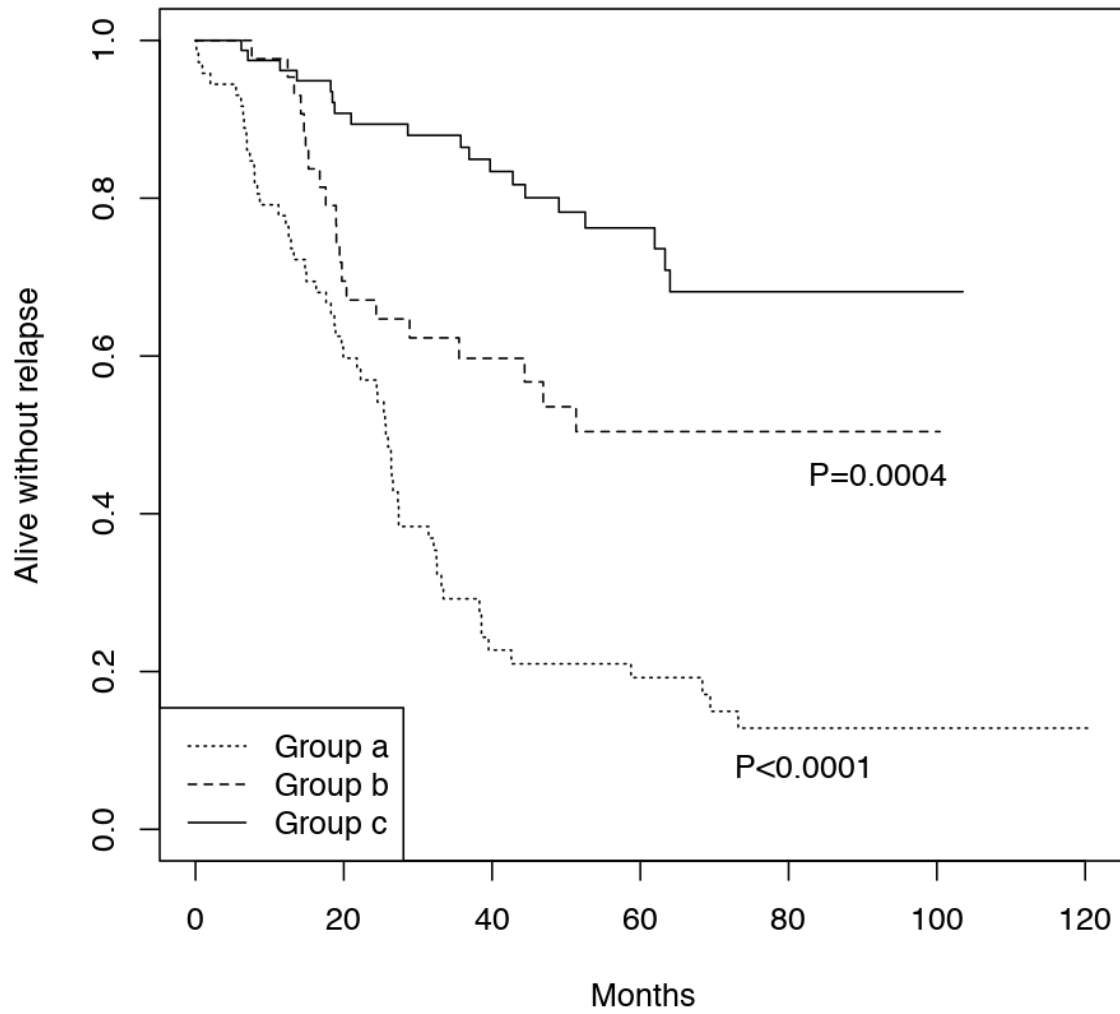 Alive without relapse
1.0
0.8
0.6
0.4
0.2
0.0
P=0.0004
P<0.0001
Group a
Group b
Group c
0 20 40 60 80 100 120
Months